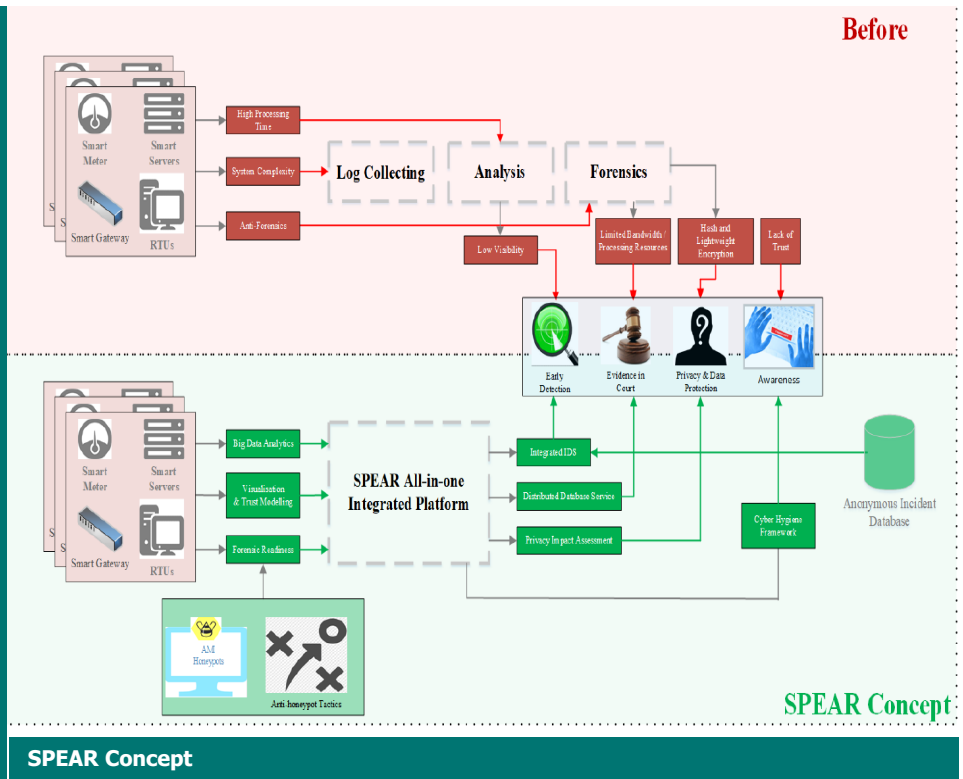 Before
Smart
Meter
Smart
Servers
Smart Gateway
RTUs
S
S
High Processing
Time
System Complexity
Anti-Forensics
Log Collecting
Analysis
Forensics
Low Visibility
Limited Bandwidth /
Processing Resources
Hash and
Lightweight
Encryption
Lack of
Trust
Early
Detection
Evidence in
Court
Privacy & Data
Protection
Awareness
Smart
Meter
Smart
Servers
Smart Gateway
RTUs
S
S
Big Data Analytics
Visualisation
& Trust Modelling
Forensic Readiness
SPEAR All-in-one
Integrated Platform
Integrated IDS
Distributed Database Service
Privacy Impact Assessment
Cyber Hygiene
Framework
Anonymous Incident
Database
AMI
Honeypots
Anti-honeypot Tactics
SPEAR Concept
SPEAR Concept